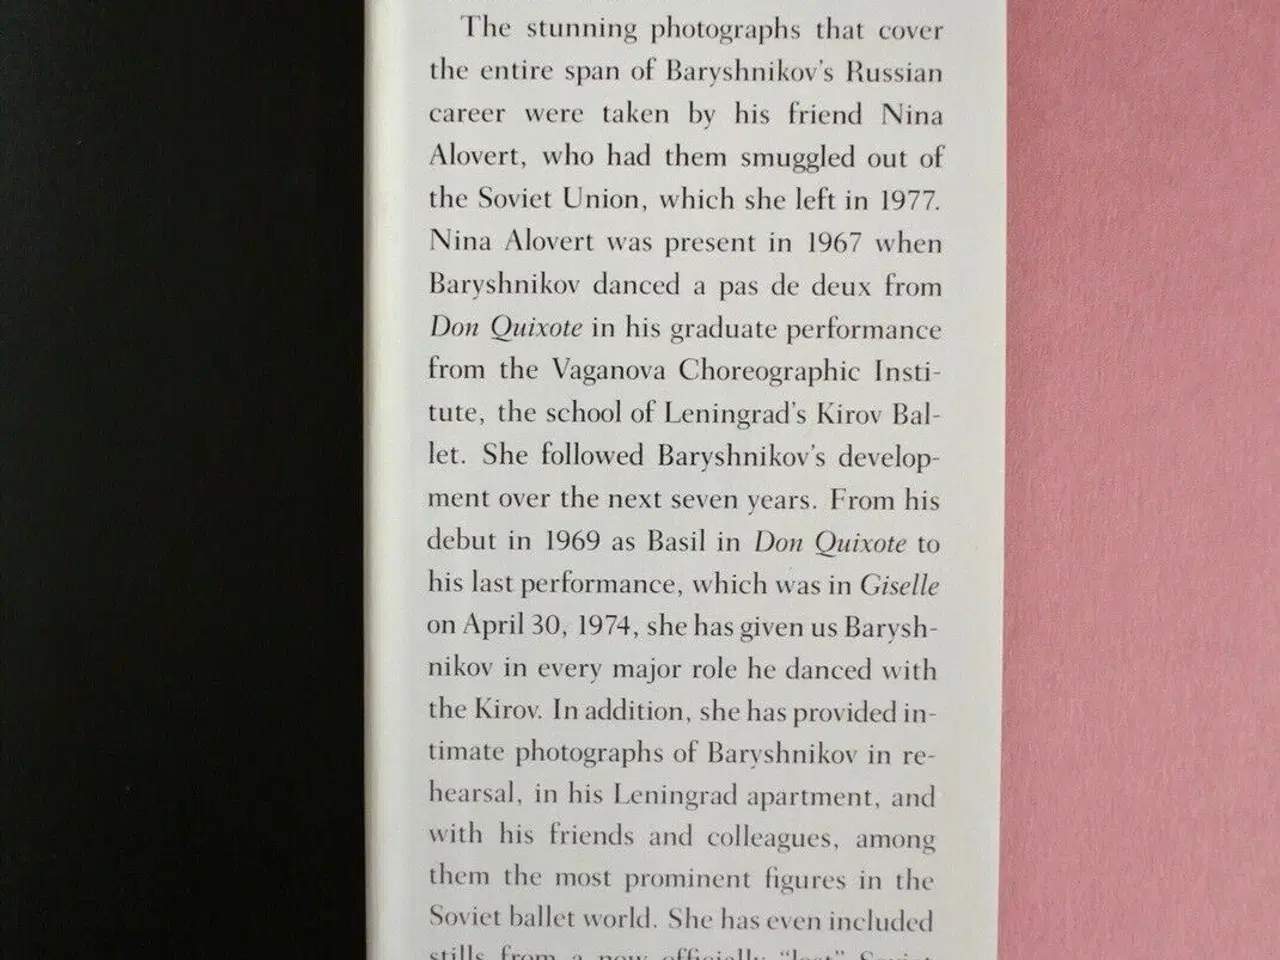 The stunning photographs that cover
the entire span of Baryshnikov's Russian
career were taken by his friend Nina
Alovert, who had them smuggled out of
the Soviet Union, which she left in 1977.
Nina Alovert was present in 1967 when
Baryshnikov danced a pas de deux from
Don Quixote in his graduate performance
from the Vaganova Choreographic Insti-
tute, the school of Leningrad's Kirov Bal-
let. She followed Baryshnikov's develop-
ment over the next seven years. From his
debut in 1969 as Basil in Don Quixote to
his last performance, which was in Giselle
on April 30, 1974, she has given us Barysh-
nikov in every major role he danced with
the Kirov. In addition, she has provided in-
timate photographs of Baryshnikov in re-
hearsal, in his Leningrad apartment, and
with his friends and colleagues, among
them the most prominent figures in the
Soviet ballet world. She has even included
stills from a now officially "lost" Soviet